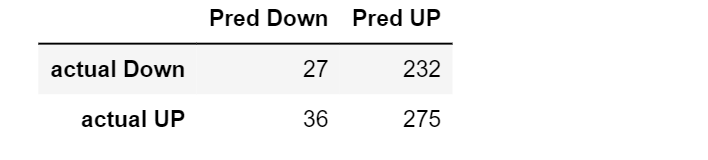 Pred Down Pred UP
actual Down 27 232
actual UP 36 275